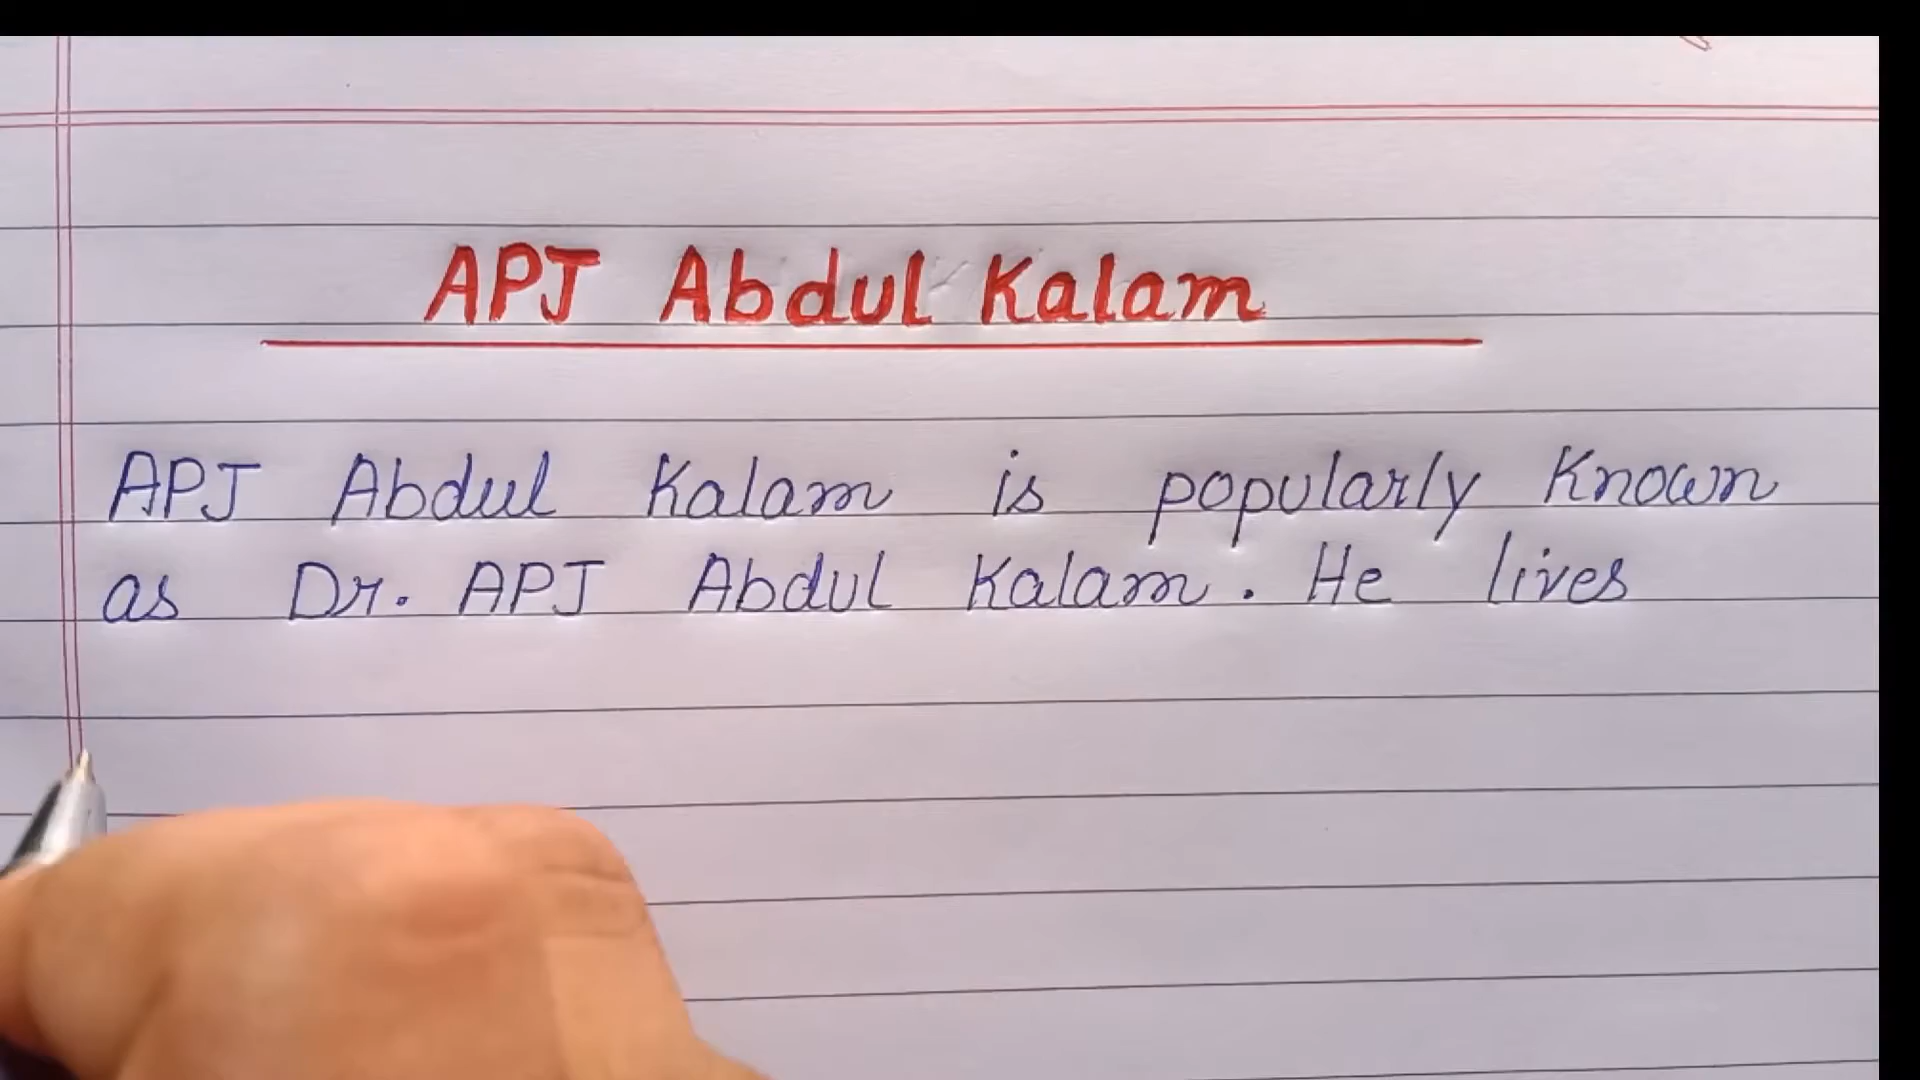 APJ Abdul Kalam
APJ Abdul Kalam is popularly Known
as Dr. APJ Abdul Kalam. He lives